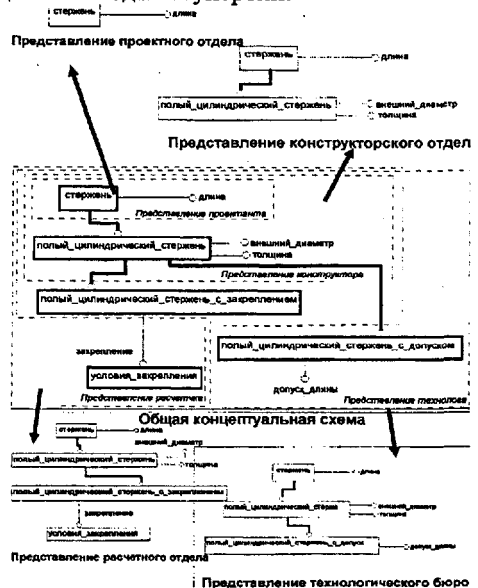 стержень
длина
Представление проектного отдела
стержень
длина
полый_цилиндрический_стержень
внешний_диаметр
толщина
Представление конструкторского отдел
стержень
длина
Представление проектанта
полый_цилиндрический_стержень
внешний_диаметр
толщина
Представление конструктора
полый_цилиндрический_стержень_с_закреплением
закрепление
полый_цилиндрический_стержень_с_допуском
условия_закрепления
допуск_длины
Представление расчетчика
Представление технолога
Общая концептуальная схема
стержень
длина
внешний_диаметр
полый_цилиндрический_стержень
толщина
стержень
длина
полый_цилиндрический_стержень_с_закреплением
полый_цилиндрический_стерже
внешний_диаметр
толщина
закрепление
условия_закрепления
полый_цилиндрический_стержень_с_допуск
допуск_длины
Представление расчетного отдела
Представление технологического бюро